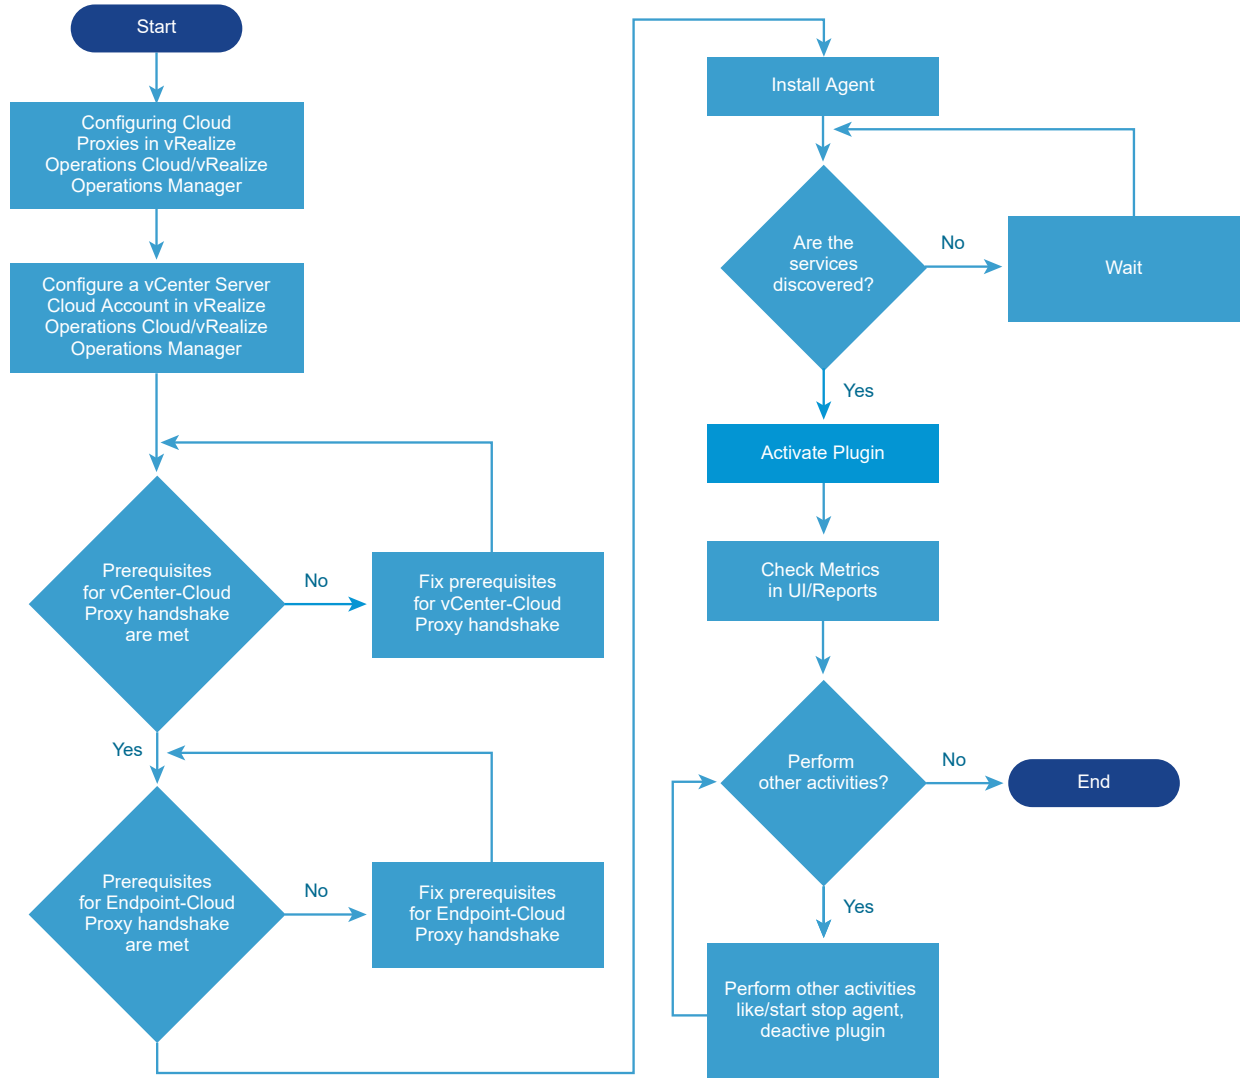 Start
Configuring Cloud
Proxies in vRealize
Operations Cloud/vRealize
Operations Manager
Configure a vCenter Server
Cloud Account in vRealize
Operations Cloud/vRealize
Operations Manager
Prerequisites
for vCenter-Cloud
Proxy handshake
are met
No
Fix prerequisites
for vCenter-Cloud
Proxy handshake
Yes
Prerequisites
for Endpoint-Cloud
Proxy handshake
are met
No
Fix prerequisites
for Endpoint-Cloud
Proxy handshake
Install Agent
Are the
services
discovered?
No
Wait
Yes
Activate Plugin
Check Metrics
in UI/Reports
Perform
other activities?
No
End
Yes
Perform other activities
like/start stop agent,
deactive plugin